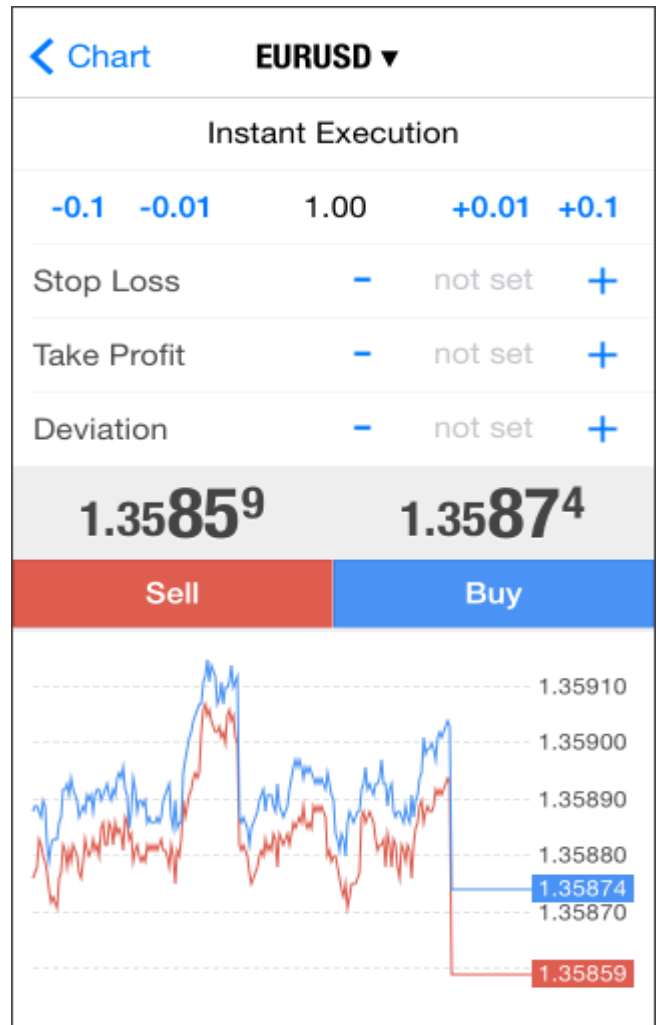 Chart EURUSD ▼
Instant Execution
-0.1 -0.01 1.00 +0.01 +0.1
Stop Loss - not set +
Take Profit - not set +
Deviation - not set +
1.35859 1.35874
Sell Buy
1.35910
1.35900
1.35890
1.35880
1.35874
1.35870
1.35859